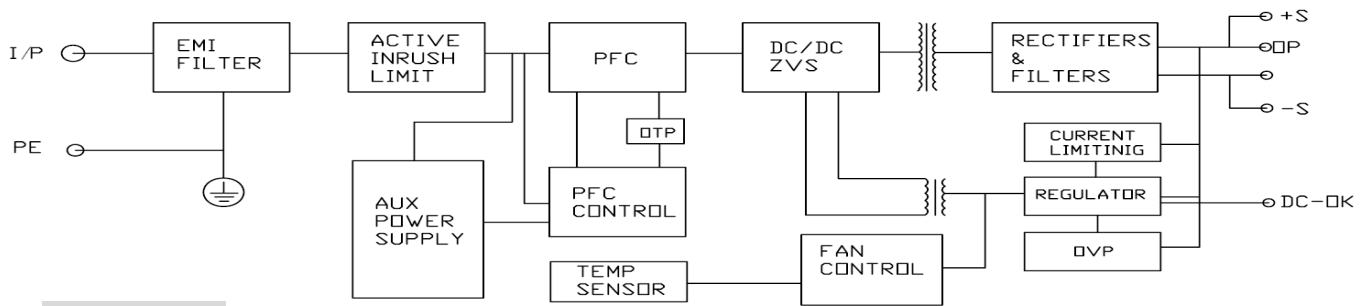 I/P
EMI
FILTER
ACTIVE
INRUSH
LIMIT
PFC
DC/DC
ZVS
RECTIFIERS
&
FILTERS
+S
OP
-S
PE
OTP
CURRENT
LIMITINIG
AUX
POWER
SUPPLY
PFC
CONTROL
REGULATOR
DC-OK
FAN
CONTROL
OVP
TEMP
SENSOR